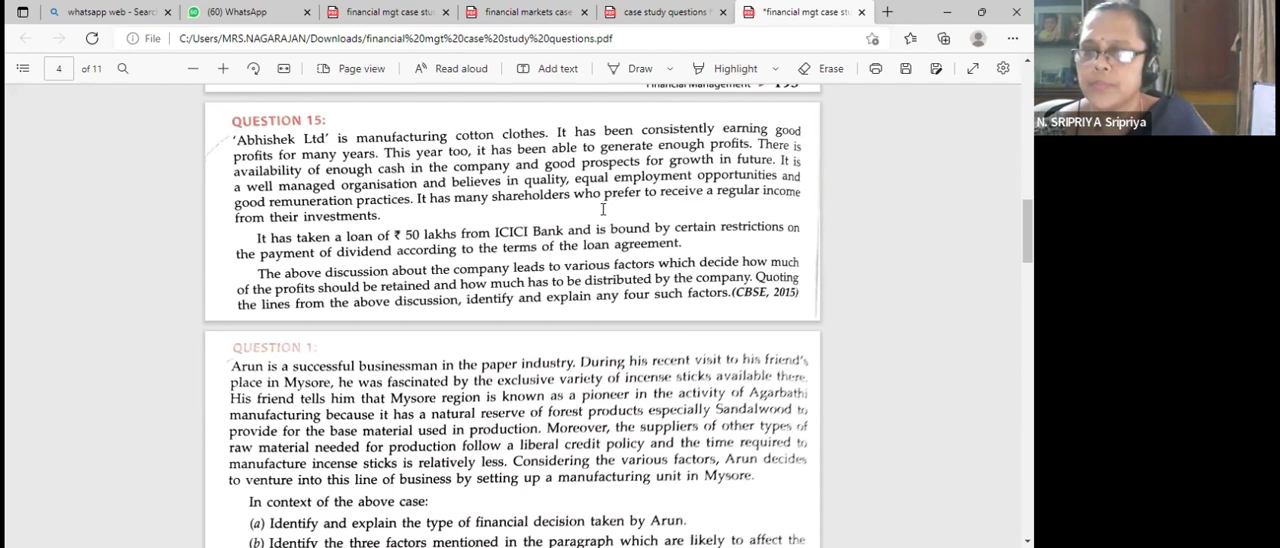 whatsapp web - Searc
(60) WhatsApp
financial mgt case stu
financial markets case
case study questions f
*financial mgt case stu
File
C:/Users/MRS.NAGARAJAN/Downloads/financial%20mgt%20case%20study%20questions.pdf
4 of 11
Page view
Read aloud
Add text
Draw
Highlight
Erase
N. SRIPRIYA Sripriya
QUESTION 15:
'Abhishek Ltd' is manufacturing cotton clothes. It has been consistently earning good
profits for many years. This year too, it has been able to generate enough profits. There is
availability of enough cash in the company and good prospects for growth in future. It is
a well managed organisation and believes in quality, equal employment opportunities and
good remuneration practices. It has many shareholders who prefer to receive a regular income
from their investments.
It has taken a loan of ₹ 50 lakhs from ICICI Bank and is bound by certain restrictions on
the payment of dividend according to the terms of the loan agreement.
The above discussion about the company leads to various factors which decide how much
of the profits should be retained and how much has to be distributed by the company. Quoting
the lines from the above discussion, identify and explain any four such factors.(CBSE, 2015)
QUESTION 1:
Arun is a successful businessman in the paper industry. During his recent visit to his friend's
place in Mysore, he was fascinated by the exclusive variety of incense sticks available there.
His friend tells him that Mysore region is known as a pioneer in the activity of Agarbathi
manufacturing because it has a natural reserve of forest products especially Sandalwood to
provide for the base material used in production. Moreover, the suppliers of other types of
raw material needed for production follow a liberal credit policy and the time required to
manufacture incense sticks is relatively less. Considering the various factors, Arun decides
to venture into this line of business by setting up a manufacturing unit in Mysore.
In context of the above case:
(a) Identify and explain the type of financial decision taken by Arun.
(b) Identify the three factors mentioned in the paragraph which are likely to affect the